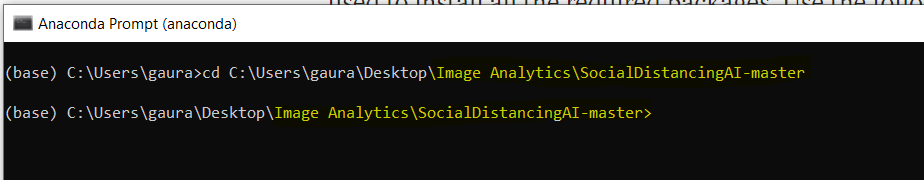 used to install all the required packages. Use the follo
Anaconda Prompt (anaconda)
(base) C:\Users\gaura>cd C:\Users\gaura\Desktop\Image Analytics\SocialDistancingAI-master
(base) C:\Users\gaura\Desktop\Image Analytics\SocialDistancingAI-master>